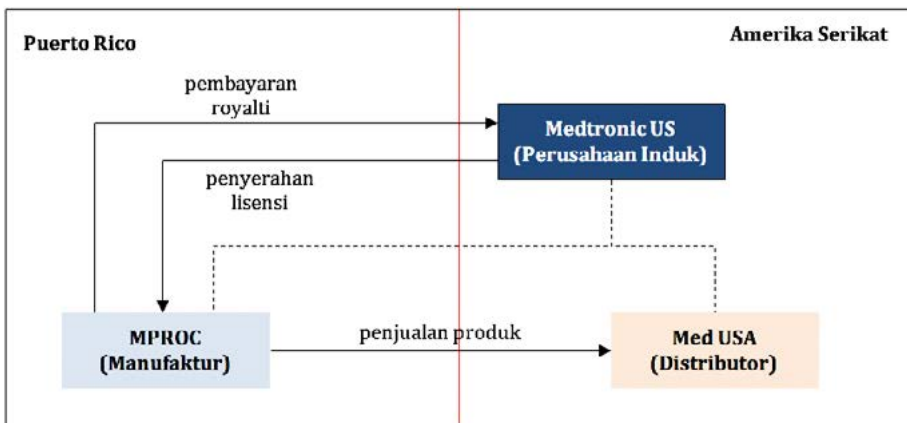 Puerto Rico
Amerika Serikat
pembayaran
royalti
Medtronic US
(Perusahaan Induk)
penyerahan
lisensi
MPROC
(Manufaktur)
penjualan produk
Med USA
(Distributor)